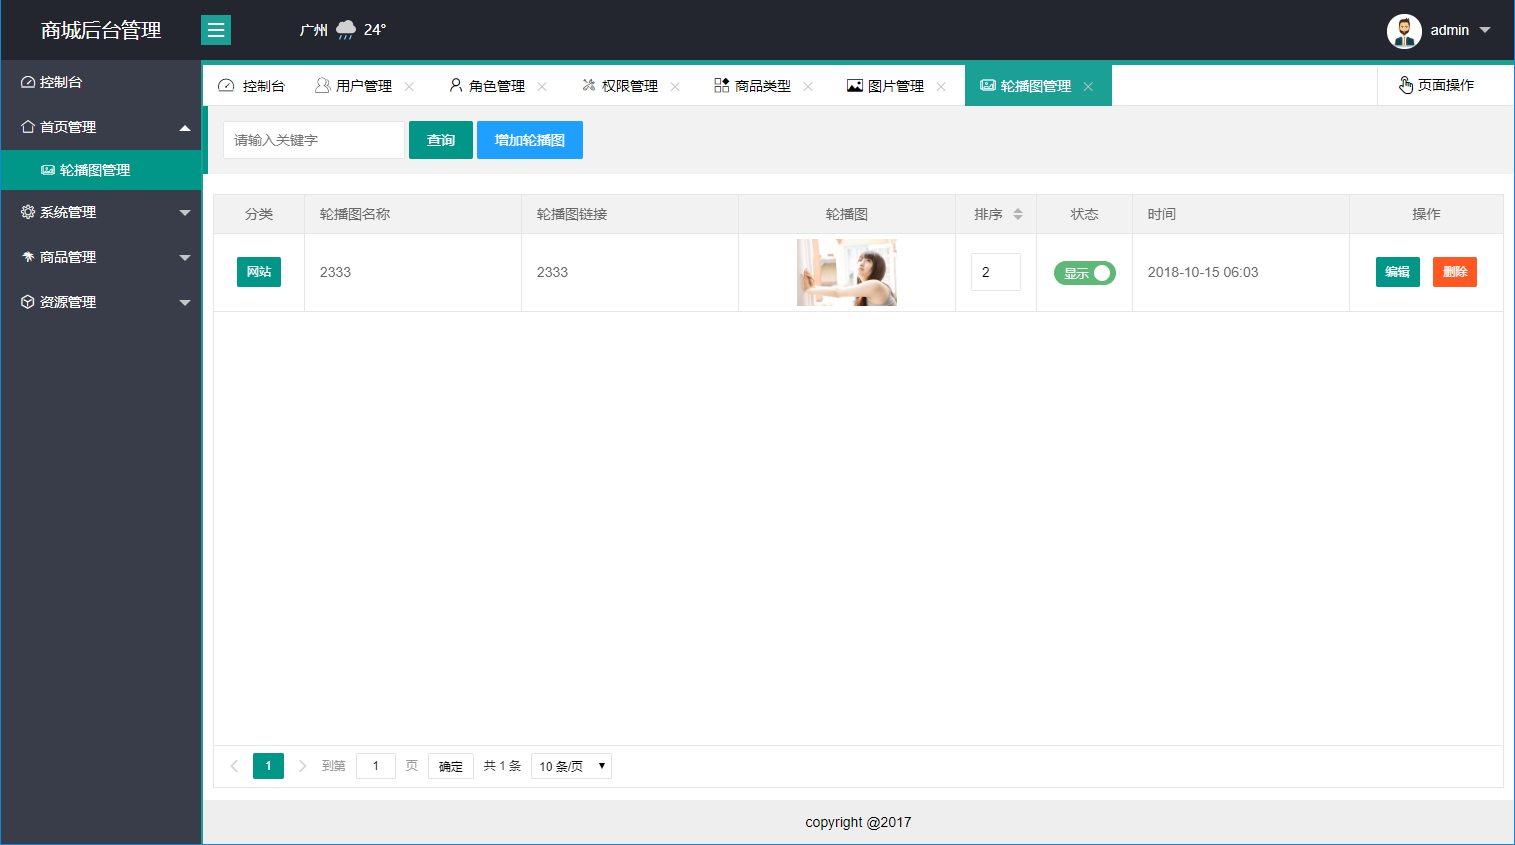 商城后台管理
广州 24°
admin
控制台
首页管理
轮播图管理
系统管理
商品管理
资源管理
控制台 用户管理 角色管理 权限管理 商品类型 图片管理 轮播图管理 页面操作
请输入关键字 查询 增加轮播图
分类 轮播图名称 轮播图链接 轮播图 排序 状态 时间 操作
网站 2333 2333 2 显示 2018-10-15 06:03 编辑 删除
1 到第 1 页 确定 共 1 条 10 条/页
copyright @2017